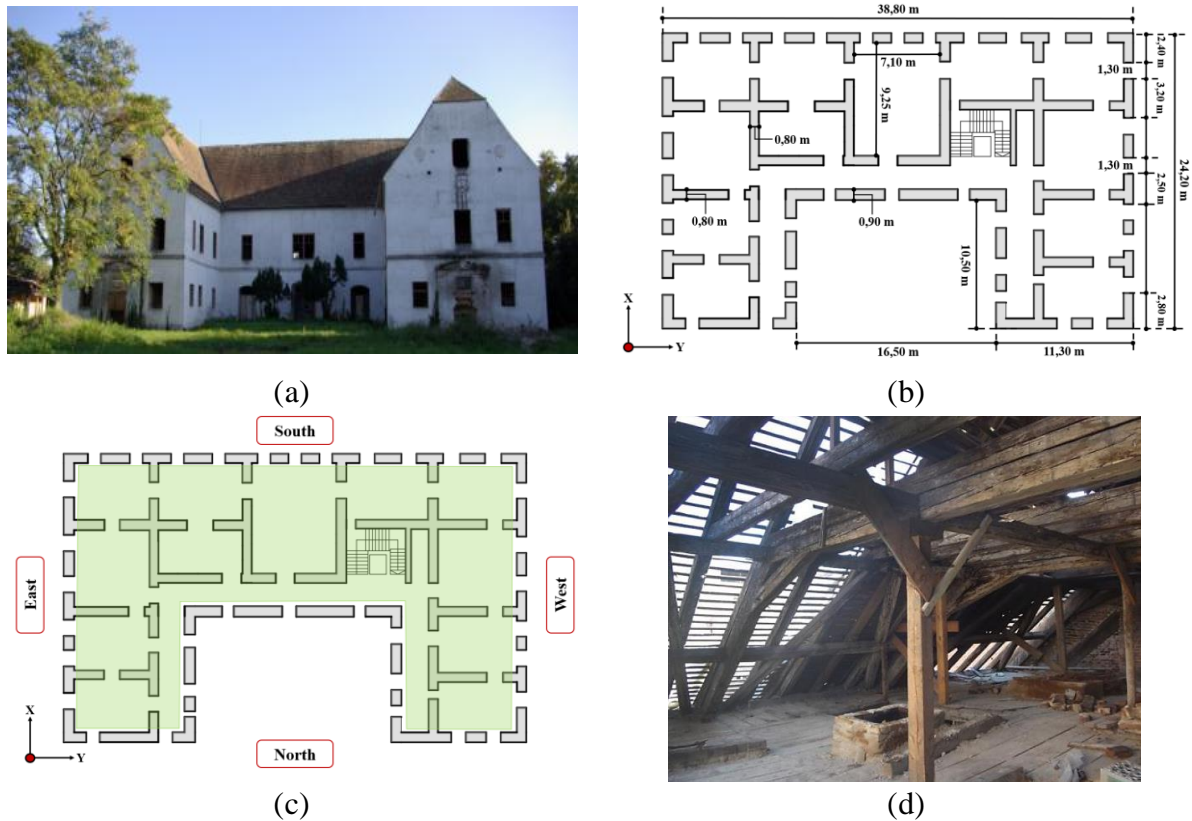 38,80 m
2,40 m
7,10 m
1,30 m
9,25 m
3,20 m
0,80 m
1,30 m
24,20 m
2,50 m
0,80 m
0,90 m
10,50 m
2,80 m
X
Y
16,50 m
11,30 m
(a)
(b)
South
East
West
X
Y
North
(c)
(d)